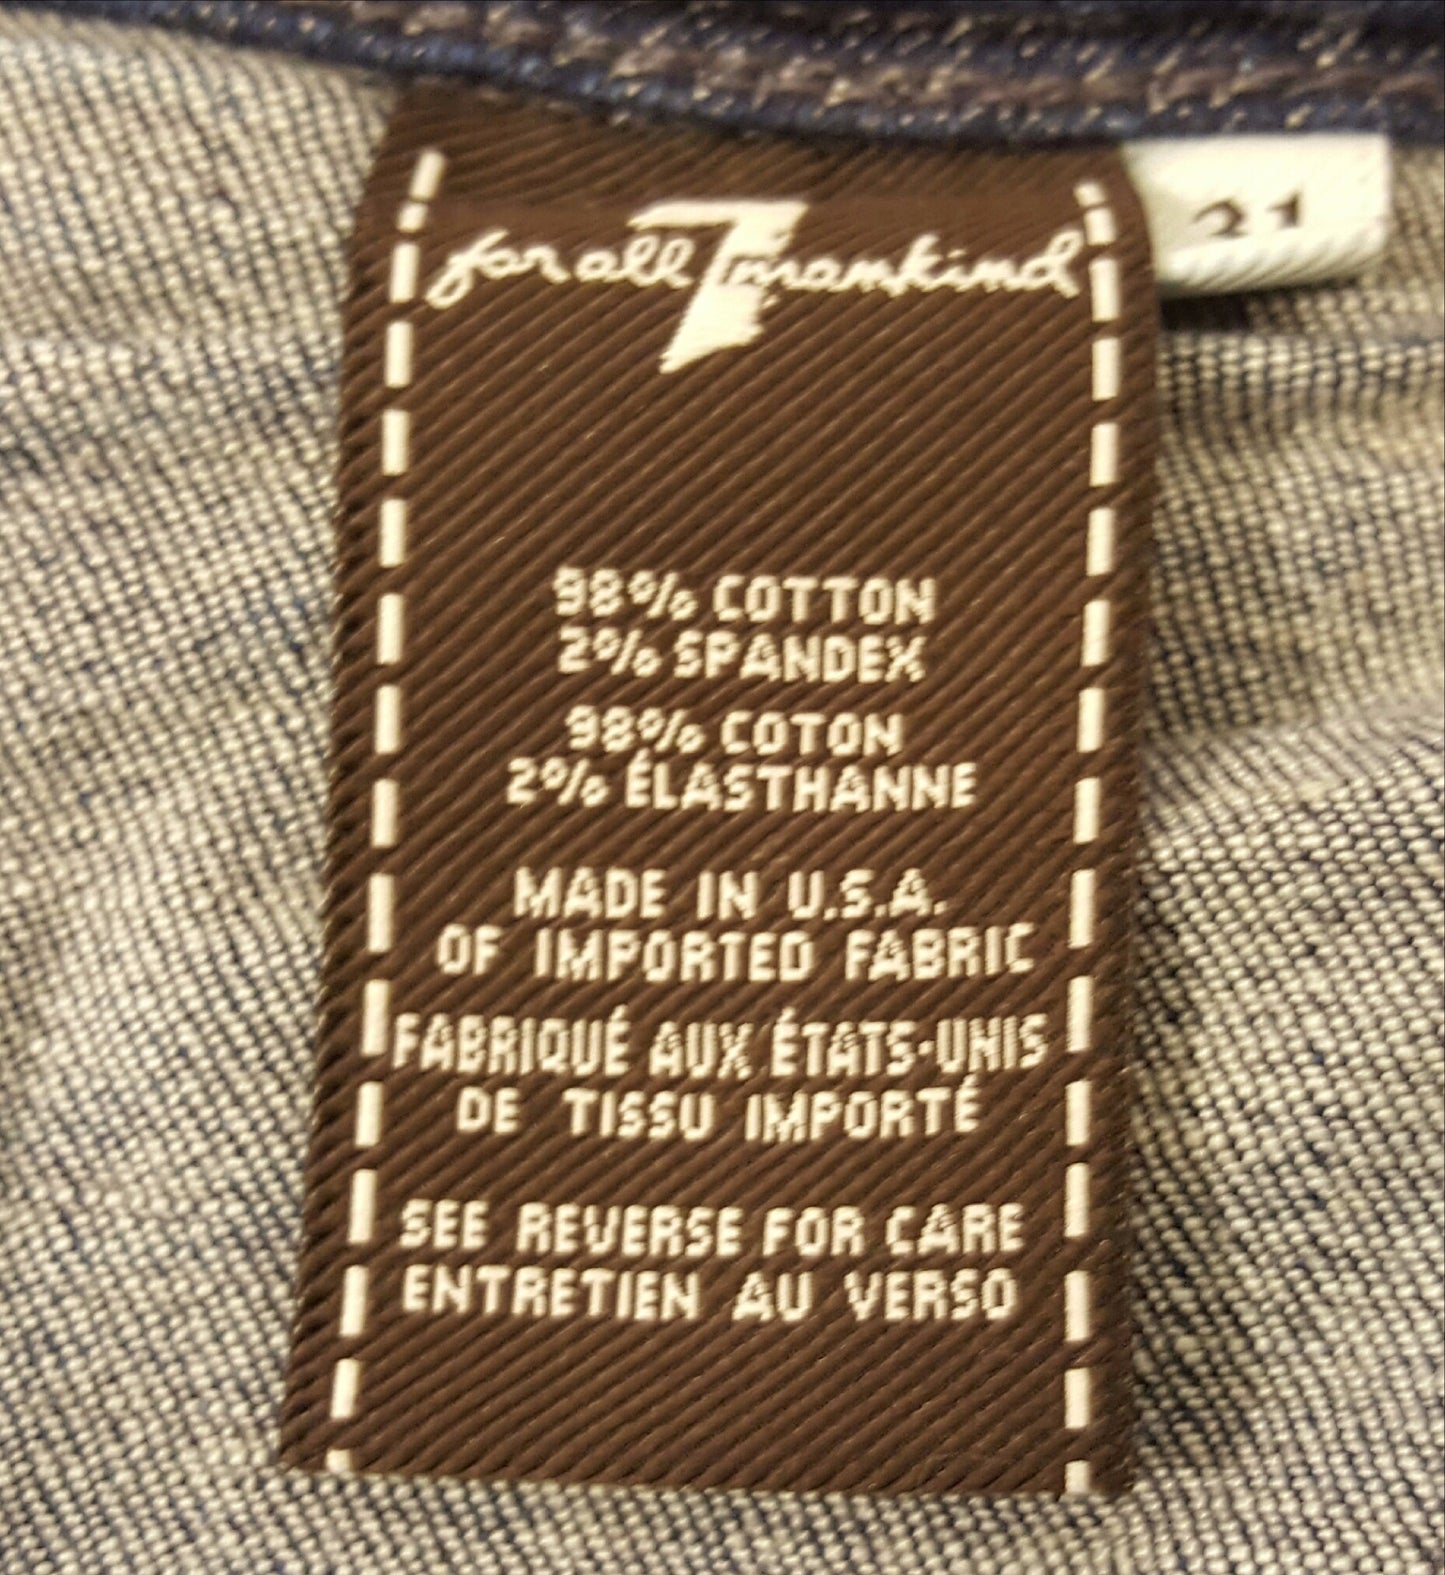 for all 7 mankind
21
98% COTTON
2% SPANDEX
98% COTON
2% ÉLASTHANNE
MADE IN U.S.A.
OF IMPORTED FABRIC
FABRIQUÉ AUX ÉTATS-UNIS
DE TISSU IMPORTÉ
SEE REVERSE FOR CARE
ENTRETIEN AU VERSO